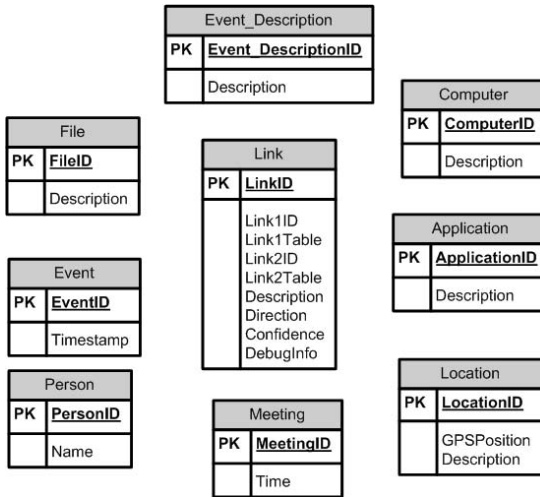 Event_Description
PK Event_DescriptionID
Description
Computer
PK ComputerID
Description
File
PK FileID
Description
Link
PK LinkID
Link1ID
Link1Table
Link2ID
Link2Table
Description
Direction
Confidence
DebugInfo
Application
PK ApplicationID
Description
Event
PK EventID
Timestamp
Person
PK PersonID
Name
Meeting
PK MeetingID
Time
Location
PK LocationID
GPSPosition
Description